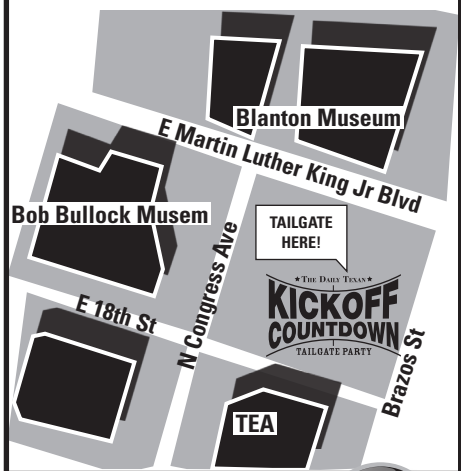 Blanton Museum
E Martin Luther King Jr Blvd
Bob Bullock Musem
TAILGATE
HERE!
N Congress Ave
★THE DAILY TEXAN★
KICKOFF
COUNTDOWN
TAILGATE PARTY
E 18th St
Brazos St
TEA